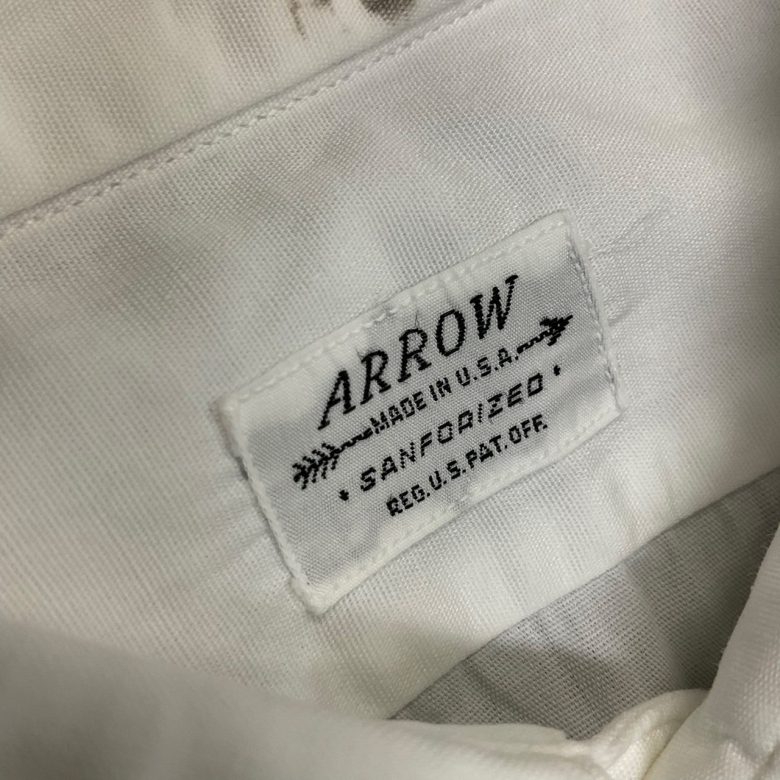 ARROW
MADE IN U.S.A.
SANFORIZED
REG. U.S. PAT. OFF.